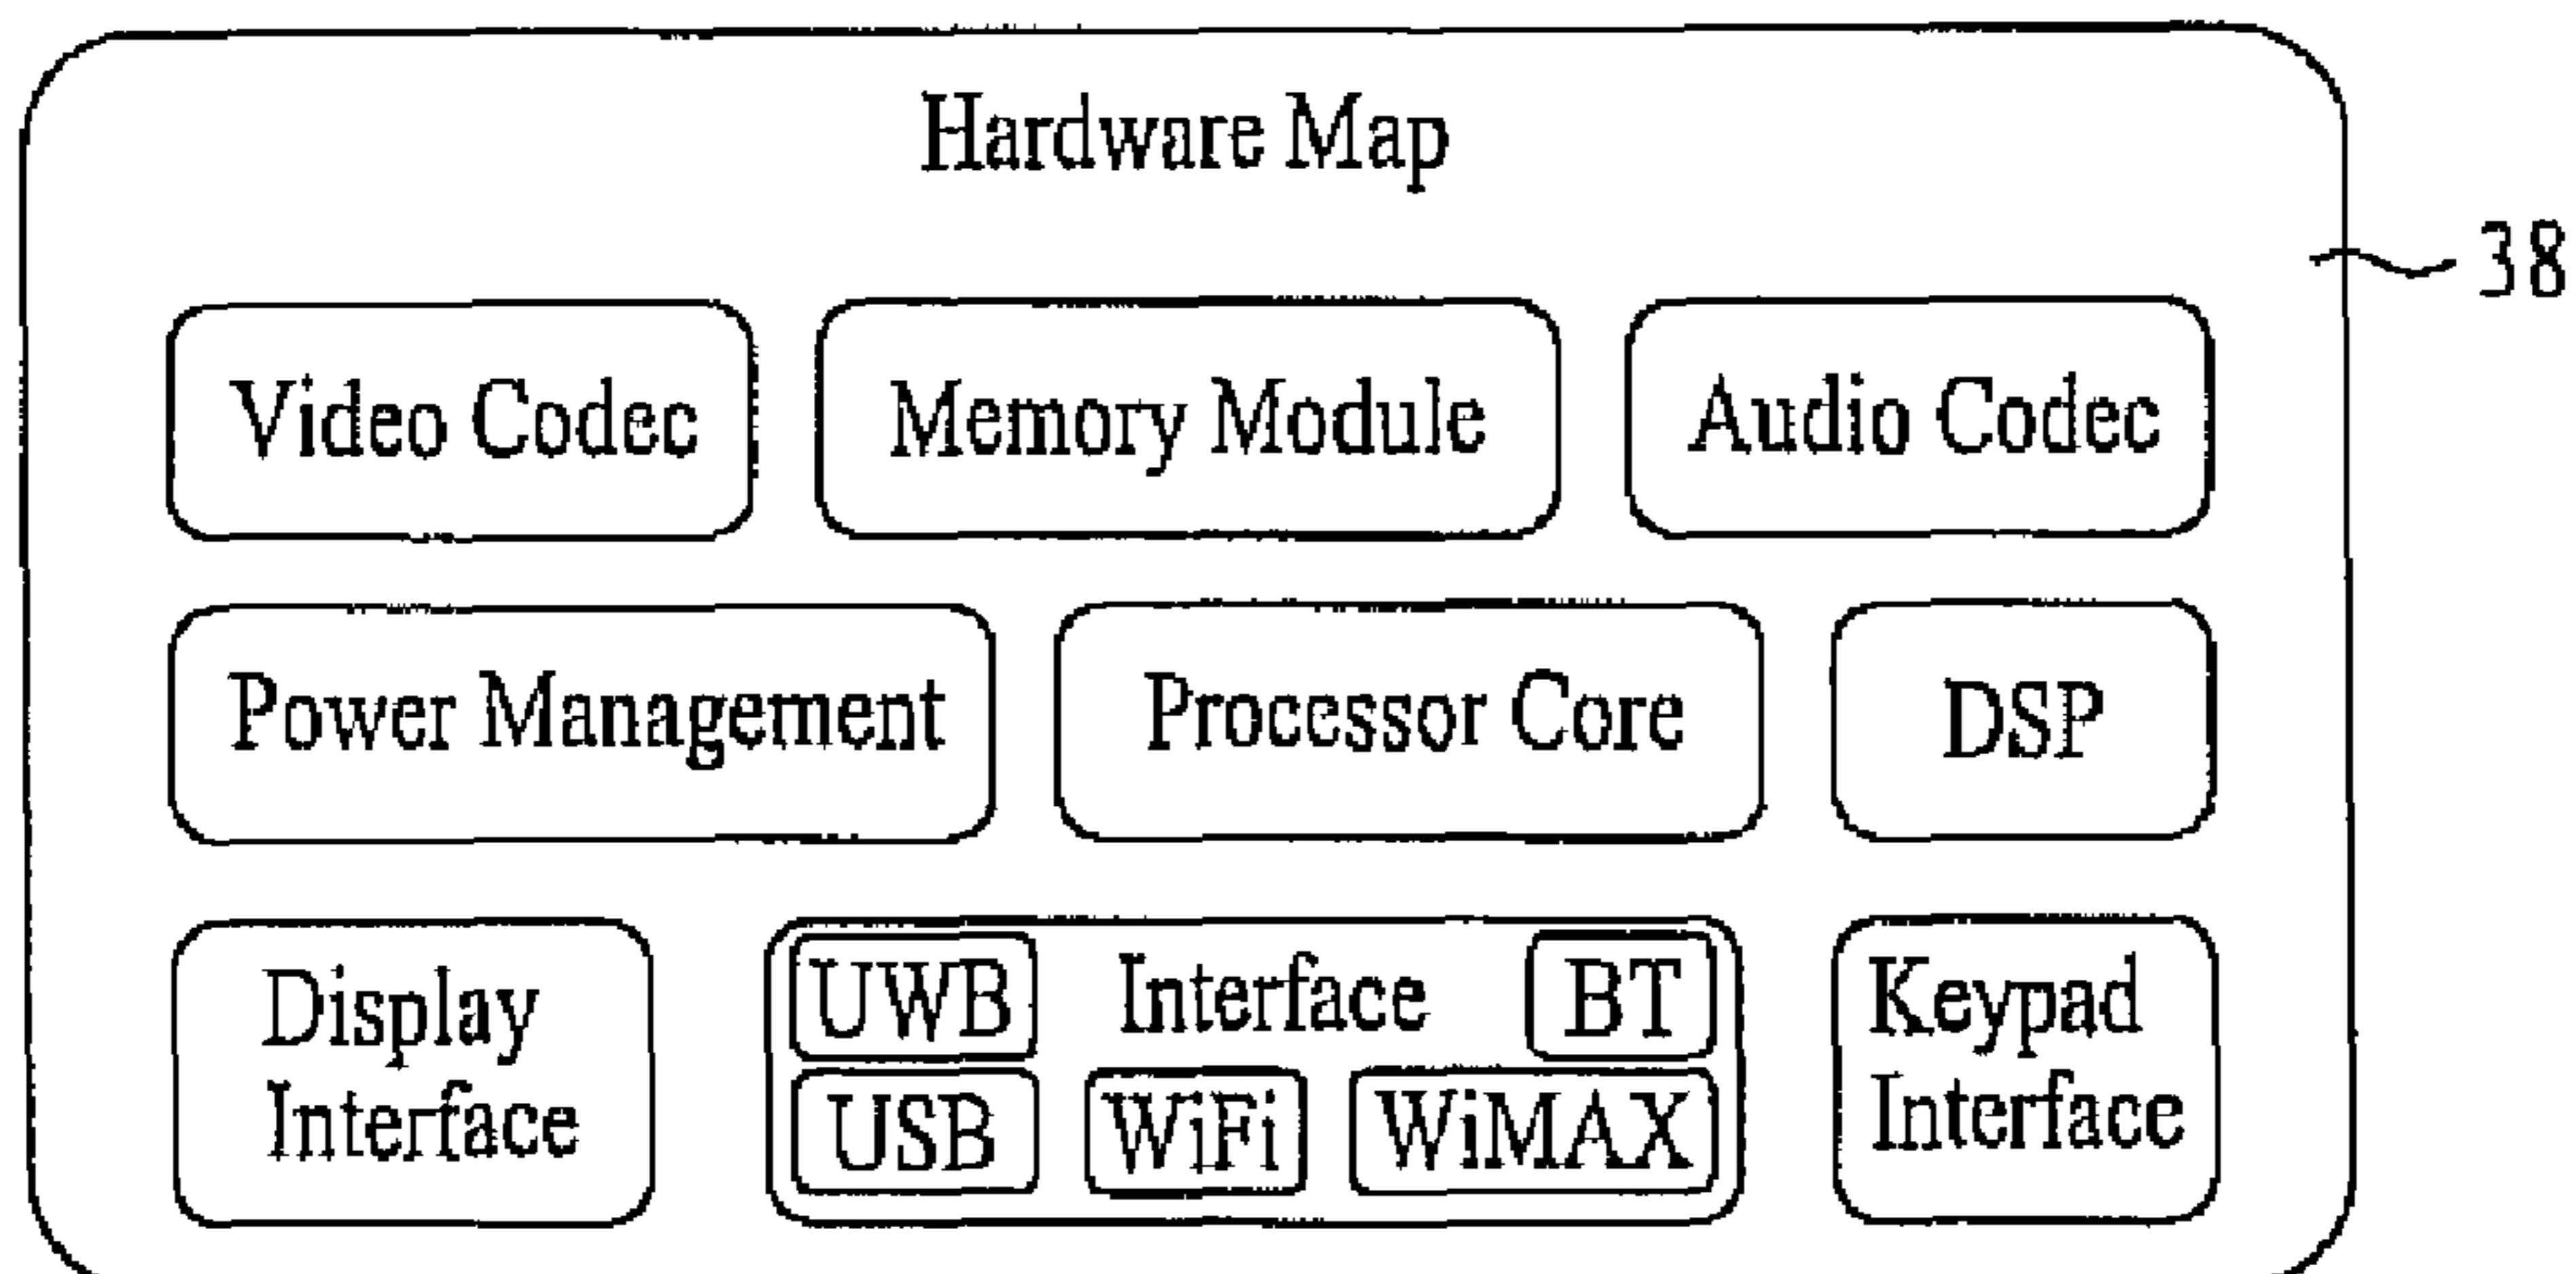 Hardware Map
38
Video Codec
Memory Module
Audio Codec
Power Management
Processor Core
DSP
Display
Interface
UWB
Interface
BT
USB
WiFi
WiMAX
Keypad
Interface